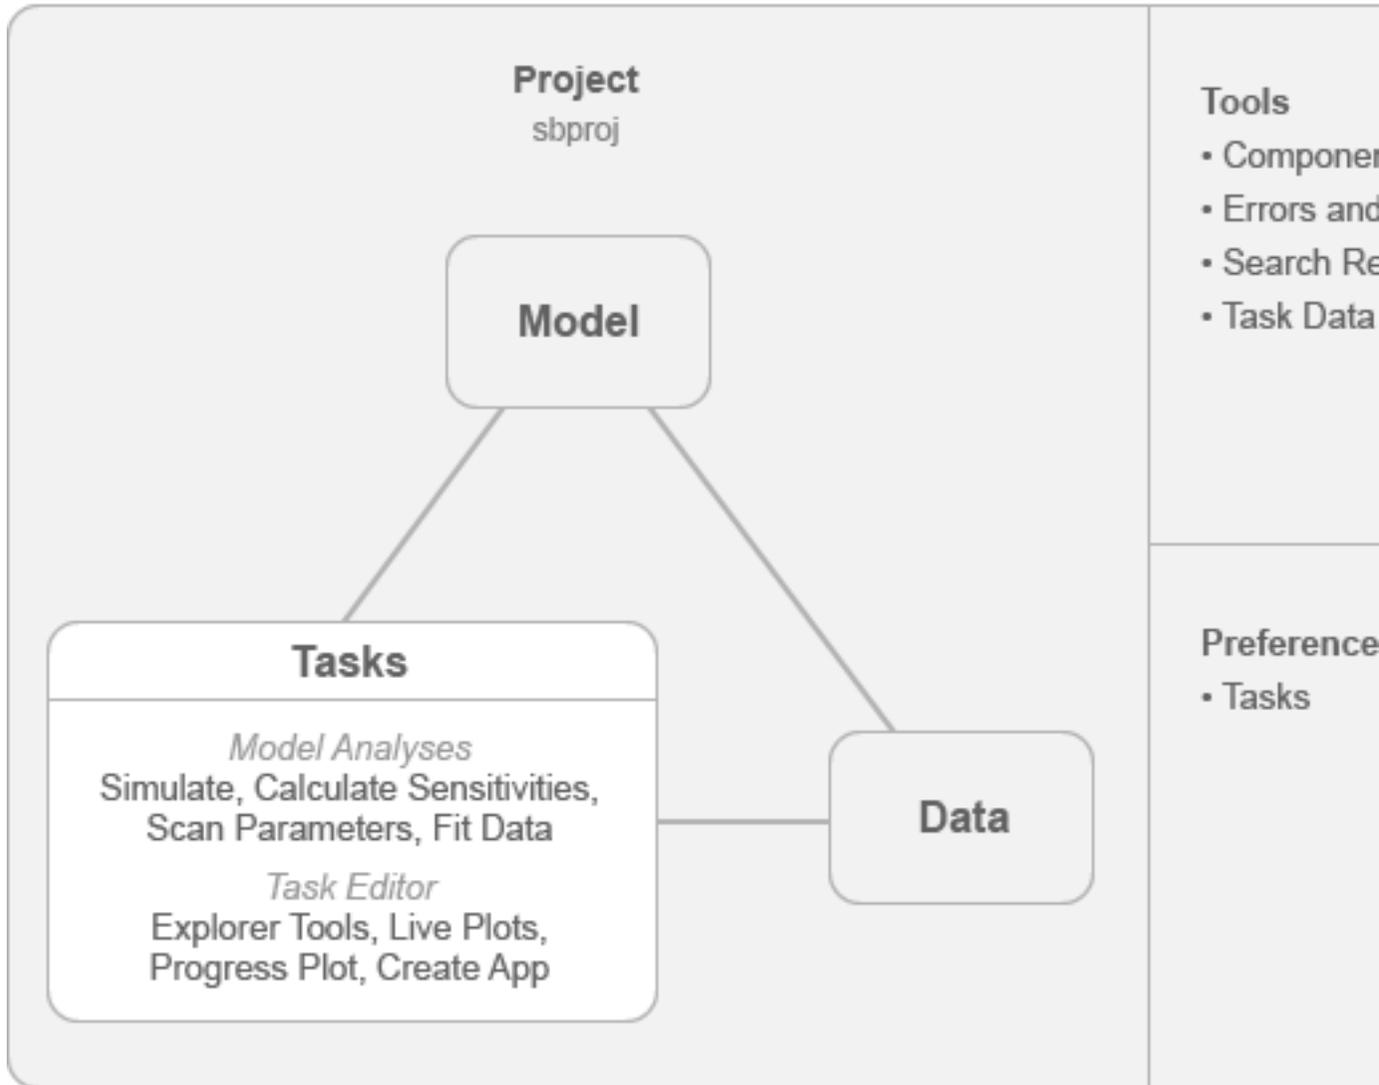 Project
sbproj
Model
Tasks
Model Analyses
Simulate, Calculate Sensitivities,
Scan Parameters, Fit Data
Task Editor
Explorer Tools, Live Plots,
Progress Plot, Create App
Data
Tools
• Componen
• Errors and
• Search Re
• Task Data
Preference
• Tasks